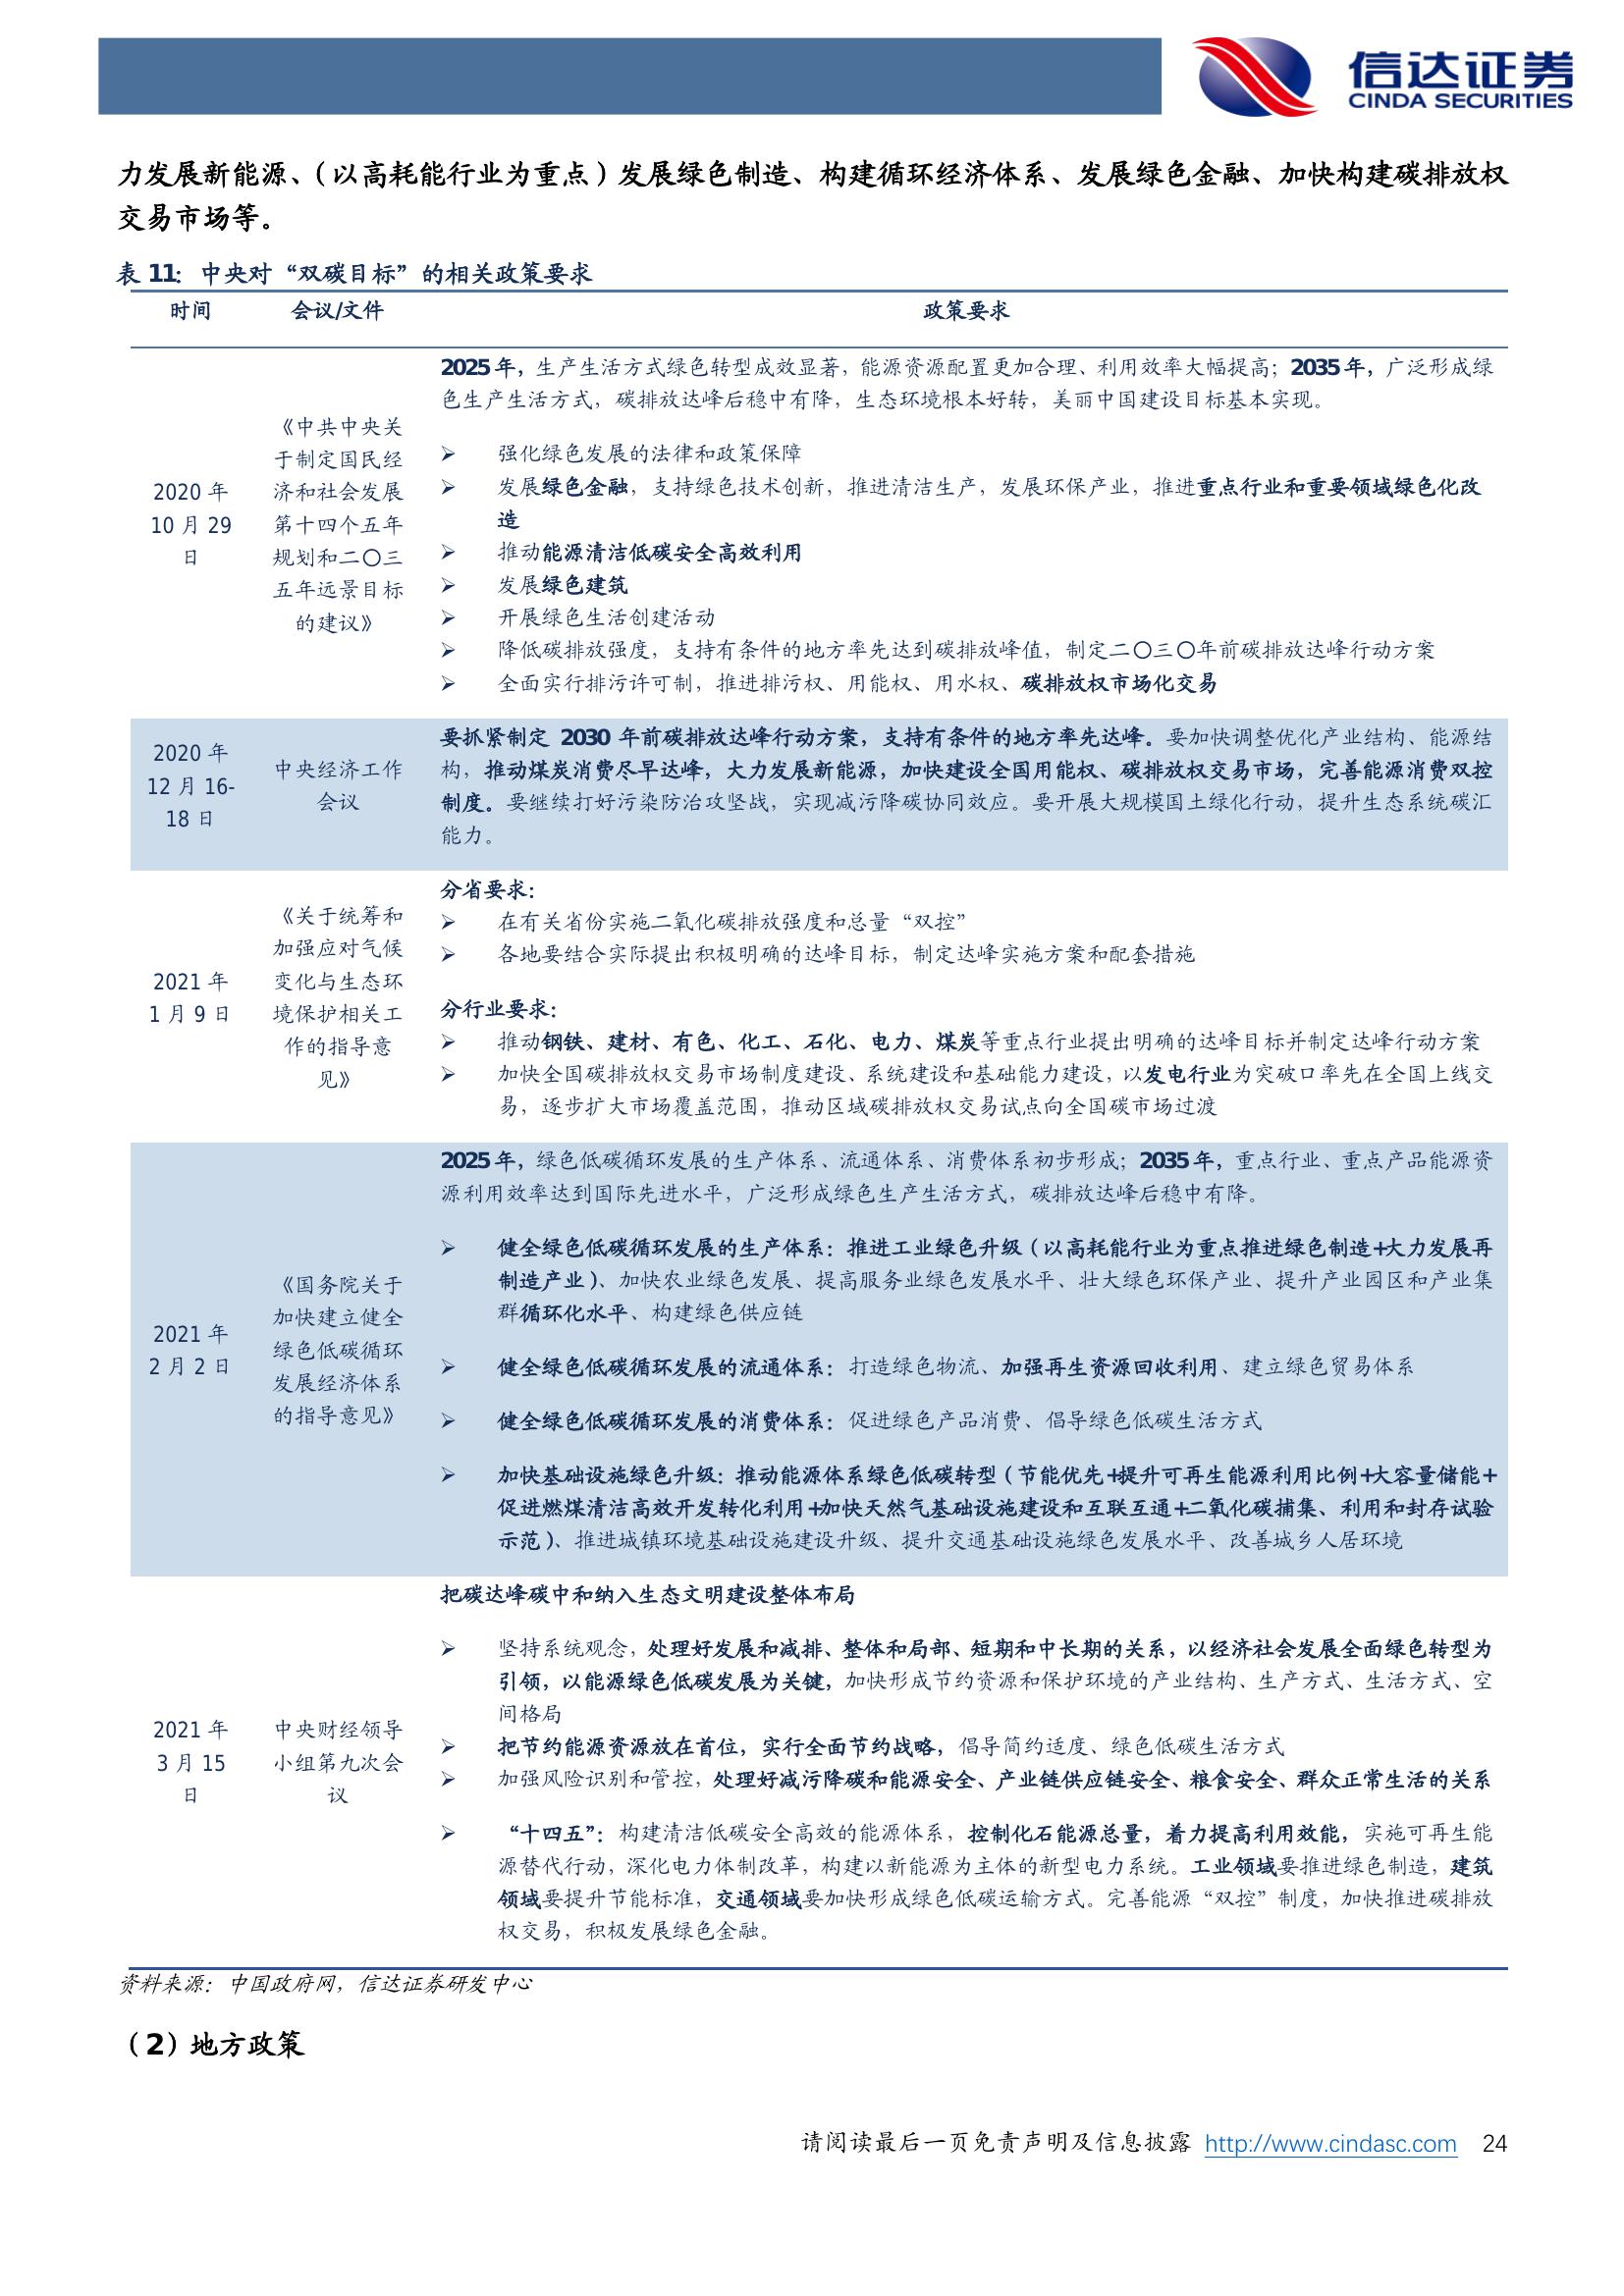 信达证券
CINDA SECURITIES
力发展新能源、（以高耗能行业为重点）发展绿色制造、构建循环经济体系、发展绿色金融、加快构建碳排放权
交易市场等。
表 11：中央对“双碳目标”的相关政策要求
时间 会议/文件 政策要求
2020 年
10 月 29
日
《中共中央关
于制定国民经
济和社会发展
第十四个五年
规划和二〇三
五年远景目标
的建议》
2025 年，生产生活方式绿色转型成效显著，能源资源配置更加合理、利用效率大幅提高；2035 年，广泛形成绿
色生产生活方式，碳排放达峰后稳中有降，生态环境根本好转，美丽中国建设目标基本实现。
➢ 强化绿色发展的法律和政策保障
➢ 发展绿色金融，支持绿色技术创新，推进清洁生产，发展环保产业，推进重点行业和重要领域绿色化改
造
➢ 推动能源清洁低碳安全高效利用
➢ 发展绿色建筑
➢ 开展绿色生活创建活动
➢ 降低碳排放强度，支持有条件的地方率先达到碳排放峰值，制定二〇三〇年前碳排放达峰行动方案
➢ 全面实行排污许可制，推进排污权、用能权、用水权、碳排放权市场化交易
2020 年
12 月 16-
18 日
中央经济工作
会议
要抓紧制定 2030 年前碳排放达峰行动方案，支持有条件的地方率先达峰。要加快调整优化产业结构、能源结
构，推动煤炭消费尽早达峰，大力发展新能源，加快建设全国用能权、碳排放权交易市场，完善能源消费双控
制度。要继续打好污染防治攻坚战，实现减污降碳协同效应。要开展大规模国土绿化行动，提升生态系统碳汇
能力。
2021 年
1 月 9 日
《关于统筹和
加强应对气候
变化与生态环
境保护相关工
作的指导意
见》
分省要求：
➢ 在有关省份实施二氧化碳排放强度和总量“双控”
➢ 各地要结合实际提出积极明确的达峰目标，制定达峰实施方案和配套措施
分行业要求：
➢ 推动钢铁、建材、有色、化工、石化、电力、煤炭等重点行业提出明确的达峰目标并制定达峰行动方案
➢ 加快全国碳排放权交易市场制度建设、系统建设和基础能力建设，以发电行业为突破口率先在全国上线交
易，逐步扩大市场覆盖范围，推动区域碳排放权交易试点向全国碳市场过渡
2021 年
2 月 2 日
《国务院关于
加快建立健全
绿色低碳循环
发展经济体系
的指导意见》
2025 年，绿色低碳循环发展的生产体系、流通体系、消费体系初步形成；2035 年，重点行业、重点产品能源资
源利用效率达到国际先进水平，广泛形成绿色生产生活方式，碳排放达峰后稳中有降。
➢ 健全绿色低碳循环发展的生产体系：推进工业绿色升级（以高耗能行业为重点推进绿色制造+大力发展再
制造产业）、加快农业绿色发展、提高服务业绿色发展水平、壮大绿色环保产业、提升产业园区和产业集
群循环化水平、构建绿色供应链
➢ 健全绿色低碳循环发展的流通体系：打造绿色物流、加强再生资源回收利用、建立绿色贸易体系
➢ 健全绿色低碳循环发展的消费体系：促进绿色产品消费、倡导绿色低碳生活方式
➢ 加快基础设施绿色升级：推动能源体系绿色低碳转型（节能优先+提升可再生能源利用比例+大容量储能+
促进燃煤清洁高效开发转化利用+加快天然气基础设施建设和互联互通+二氧化碳捕集、利用和封存试验
示范）、推进城镇环境基础设施建设升级、提升交通基础设施绿色发展水平、改善城乡人居环境
2021 年
3 月 15
日
中央财经领导
小组第九次会
议
把碳达峰碳中和纳入生态文明建设整体布局
➢ 坚持系统观念，处理好发展和减排、整体和局部、短期和中长期的关系，以经济社会发展全面绿色转型为
引领，以能源绿色低碳发展为关键，加快形成节约资源和保护环境的产业结构、生产方式、生活方式、空
间格局
➢ 把节约能源资源放在首位，实行全面节约战略，倡导简约适度、绿色低碳生活方式
➢ 加强风险识别和管控，处理好减污降碳和能源安全、产业链供应链安全、粮食安全、群众正常生活的关系
➢ “十四五”：构建清洁低碳安全高效的能源体系，控制化石能源总量，着力提高利用效能，实施可再生能
源替代行动，深化电力体制改革，构建以新能源为主体的新型电力系统。工业领域要推进绿色制造，建筑
领域要提升节能标准，交通领域要加快形成绿色低碳运输方式。完善能源“双控”制度，加快推进碳排放
权交易，积极发展绿色金融。
资料来源：中国政府网，信达证券研发中心
（2）地方政策
请阅读最后一页免责声明及信息披露 http://www.cindasc.com 24